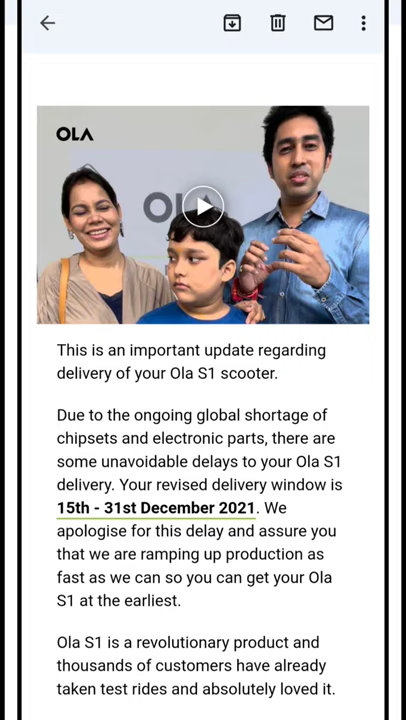 OLA
This is an important update regarding
delivery of your Ola S1 scooter.
Due to the ongoing global shortage of
chipsets and electronic parts, there are
some unavoidable delays to your Ola S1
delivery. Your revised delivery window is
15th - 31st December 2021. We
apologise for this delay and assure you
that we are ramping up production as
fast as we can so you can get your Ola
S1 at the earliest.
Ola S1 is a revolutionary product and
thousands of customers have already
taken test rides and absolutely loved it.